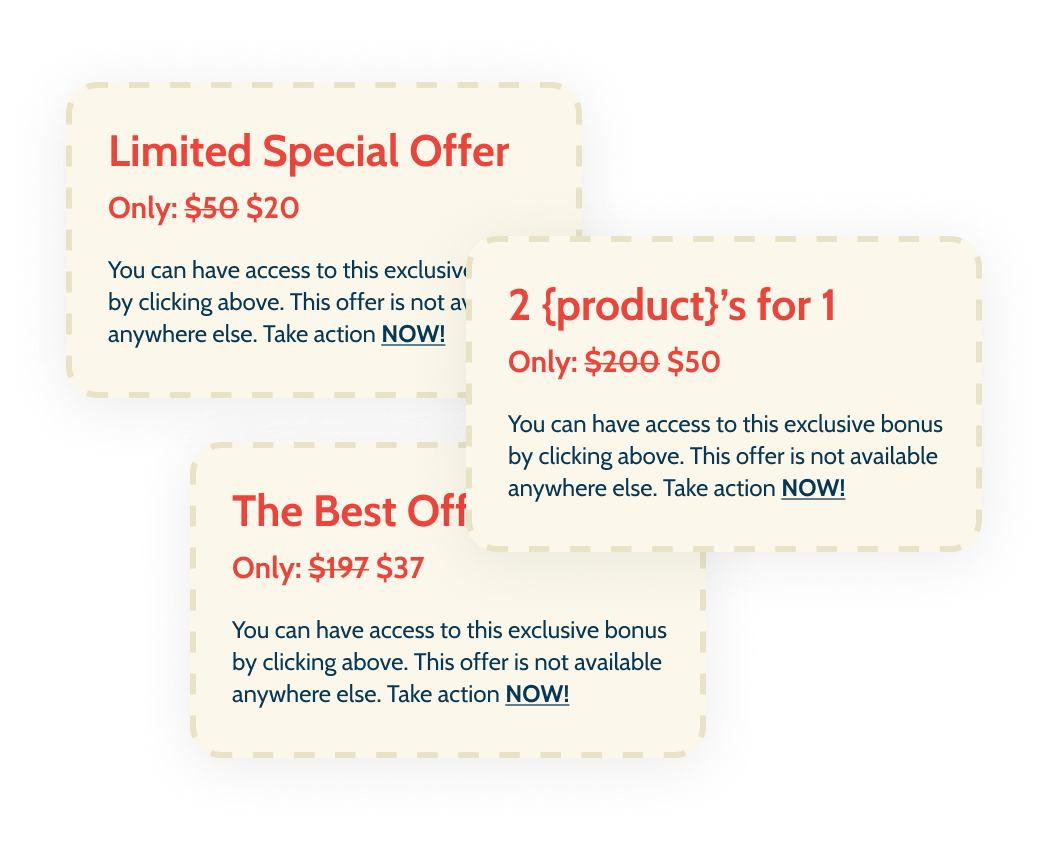 Limited Special Offer
Only: $50 $20
You can have access to this exclusive
by clicking above. This offer is not
anywhere else. Take action NOW!
2 {product}’s for 1
Only: $200 $50
You can have access to this exclusive bonus
by clicking above. This offer is not available
anywhere else. Take action NOW!
The Best
Only: $197 $37
You can have access to this exclusive bonus
by clicking above. This offer is not available
anywhere else. Take action NOW!